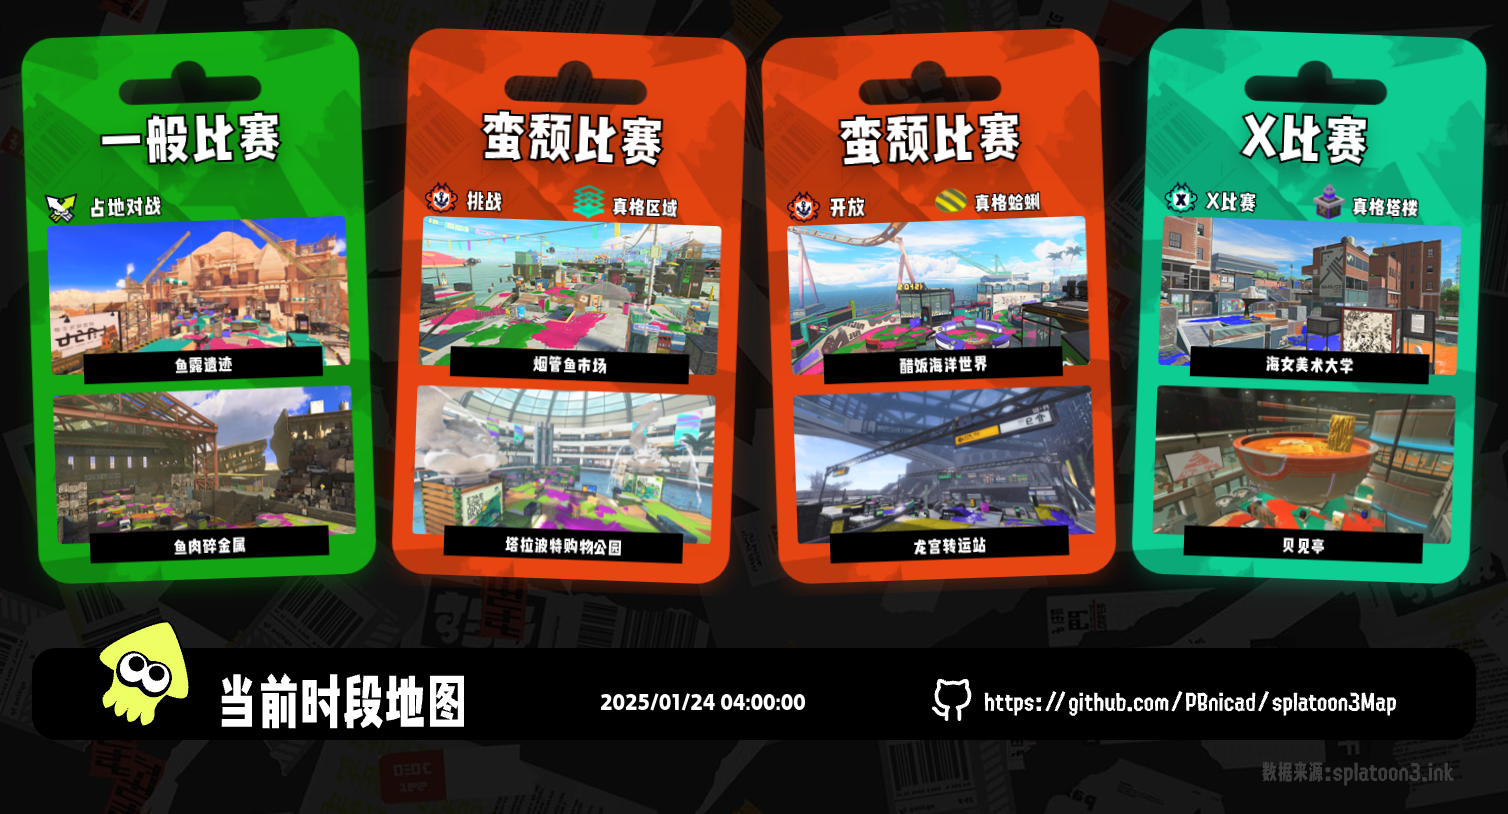 一般比赛
占地对战
鱼露遗迹
鱼肉碎金属
蛮颓比赛
挑战
真格区域
烟管鱼市场
塔拉波特购物公园
蛮颓比赛
开放
真格蛤蜊
醋饭海洋世界
龙宫转运站
X比赛
X比赛
真格塔楼
海女美术大学
贝见亭
当前时段地图
2025/01/24 04:00:00
https://github.com/PBnicad/splatoon3Map
数据来源:splatoon3.ink